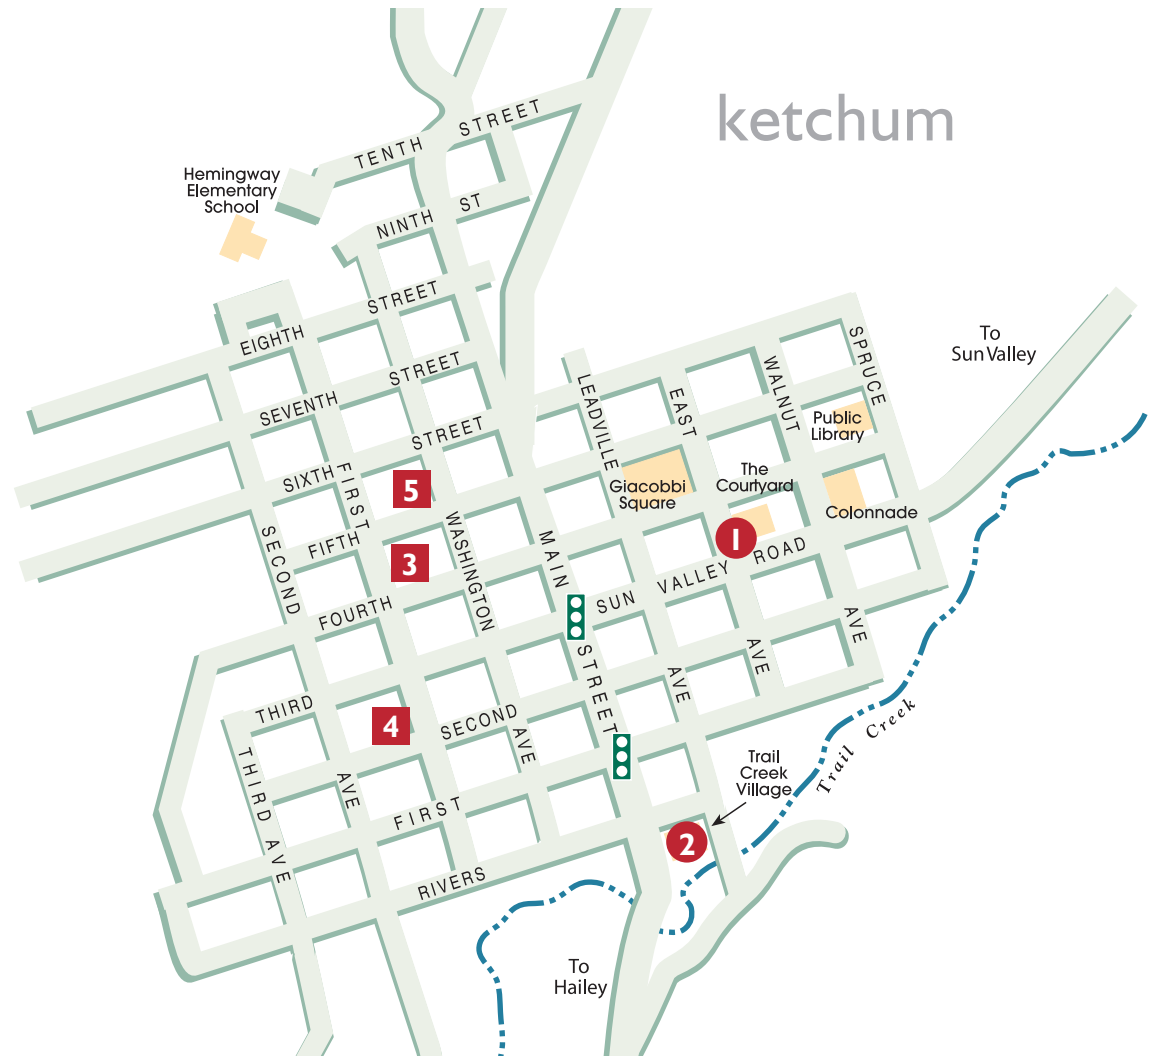 ketchum
TENTH STREET
Hemingway
Elementary
School
NINTH ST
EIGHTH STREET
To
Sun Valley
SPRUCE
WALNUT
LEADVILLE
EAST
SEVENTH STREET
Public
Library
SIXTH STREET
FIRST
5
Giacobbi
Square
The
Courtyard
Colonnade
SECOND
FIFTH
WASHINGTON
MAIN
1
3
SUN VALLEY ROAD
FOURTH
STREET
AVE
AVE
AVE
THIRD
4
SECOND
AVE
Trail Creek
THIRD AVE
AVE
Trail
Creek
Village
FIRST
2
RIVERS
To
Hailey